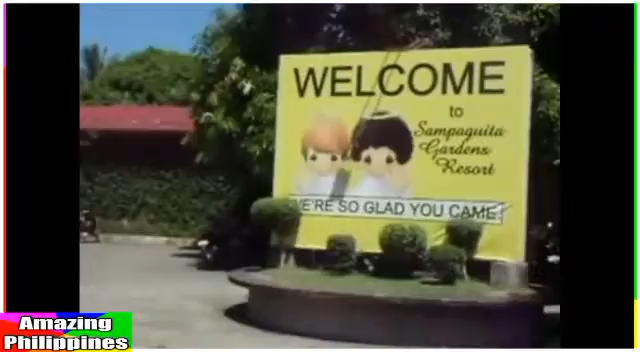 WELCOME
to
Sampaguita
Gardens
Resort
WE'RE SO GLAD YOU CAME!
Amazing
Philippines